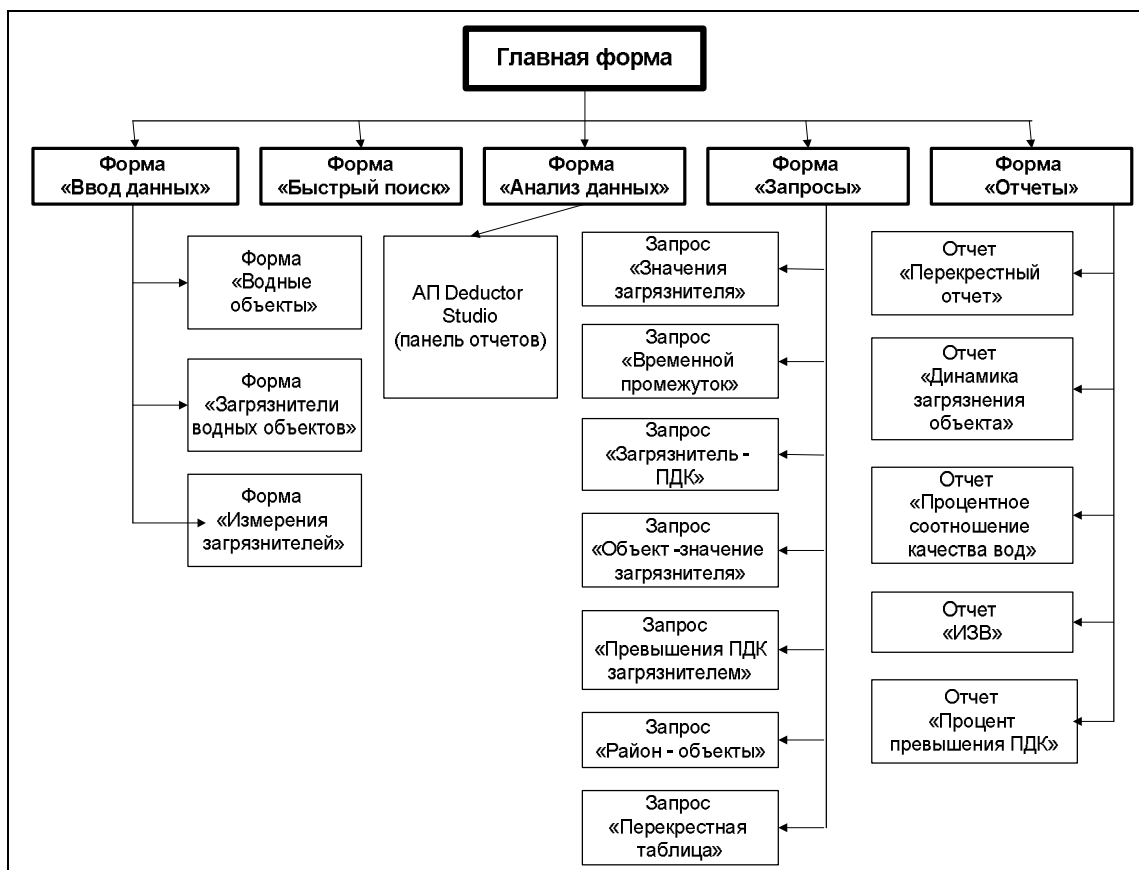 Главная форма
Форма
«Ввод данных»
Форма
«Быстрый поиск»
Форма
«Анализ данных»
Форма
«Запросы»
Форма
«Отчеты»
Форма
«Водные
объекты»
Форма
«Загрязнители
водных объектов»
Форма
«Измерения
загрязнителей»
АП Deductor
Studio
(панель отчетов)
Запрос
«Значения
загрязнителя»
Запрос
«Временной
промежуток»
Запрос
«Загрязнитель -
ПДК»
Запрос
«Объект -значение
загрязнителя»
Запрос
«Превышения ПДК
загрязнителем»
Запрос
«Район - объекты»
Запрос
«Перекрестная
таблица»
Отчет
«Перекрестный
отчет»
Отчет
«Динамика
загрязнения
объекта»
Отчет
«Процентное
соотношение
качества вод»
Отчет
«ИЗВ»
Отчет
«Процент
превышения ПДК»